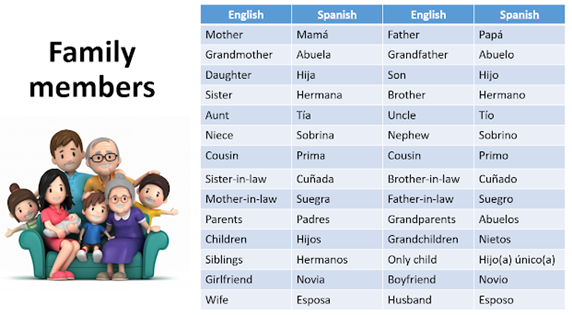 Family
members
English Spanish English Spanish
Mother Mamá Father Papá
Grandmother Abuela Grandfather Abuelo
Daughter Hija Son Hijo
Sister Hermana Brother Hermano
Aunt Tía Uncle Tío
Niece Sobrina Nephew Sobrino
Cousin Prima Cousin Primo
Sister-in-law Cuñada Brother-in-law Cuñado
Mother-in-law Suegra Father-in-law Suegro
Parents Padres Grandparents Abuelos
Children Hijos Grandchildren Nietos
Siblings Hermanos Only child Hijo(a) único(a)
Girlfriend Novia Boyfriend Novio
Wife Esposa Husband Esposo